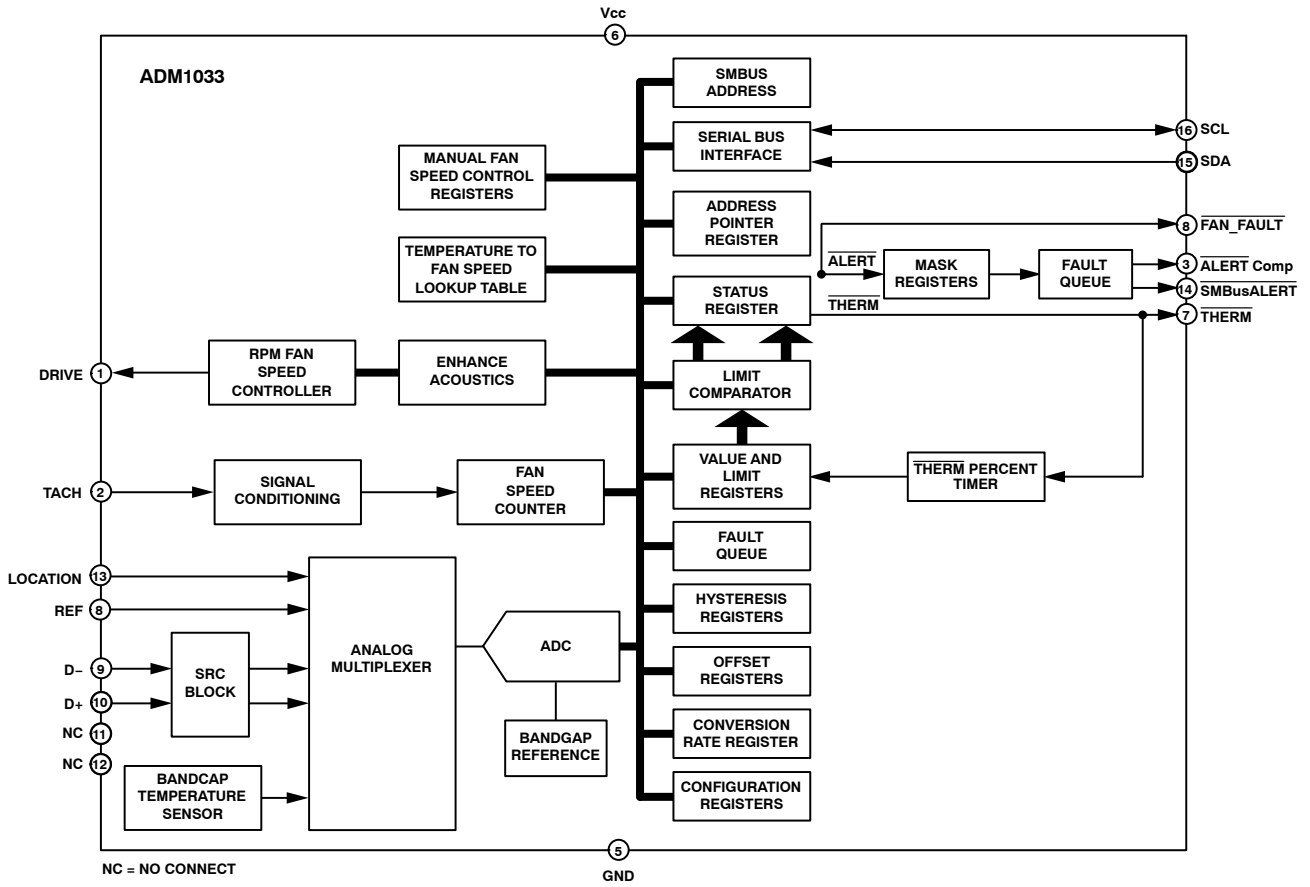 Vcc
6
ADM1033
SMBUS
ADDRESS
SERIAL BUS
INTERFACE
16 SCL
15 SDA
MANUAL FAN
SPEED CONTROL
REGISTERS
ADDRESS
POINTER
REGISTER
8 FAN_FAULT
TEMPERATURE TO
FAN SPEED
LOOKUP TABLE
STATUS
REGISTER
ALERT
MASK
REGISTERS
FAULT
QUEUE
3 ALERT Comp
14 SMBusALERT
THERM
7 THERM
DRIVE 1
RPM FAN
SPEED
CONTROLLER
ENHANCE
ACOUSTICS
LIMIT
COMPARATOR
TACH 2
SIGNAL
CONDITIONING
FAN
SPEED
COUNTER
VALUE AND
LIMIT
REGISTERS
THERM PERCENT
TIMER
FAULT
QUEUE
LOCATION 13
REF 8
D− 9
D+ 10
NC 11
NC 12
SRC
BLOCK
ANALOG
MULTIPLEXER
ADC
BANDGAP
REFERENCE
BANDCAP
TEMPERATURE
SENSOR
HYSTERESIS
REGISTERS
OFFSET
REGISTERS
CONVERSION
RATE REGISTER
CONFIGURATION
REGISTERS
5
GND
NC = NO CONNECT